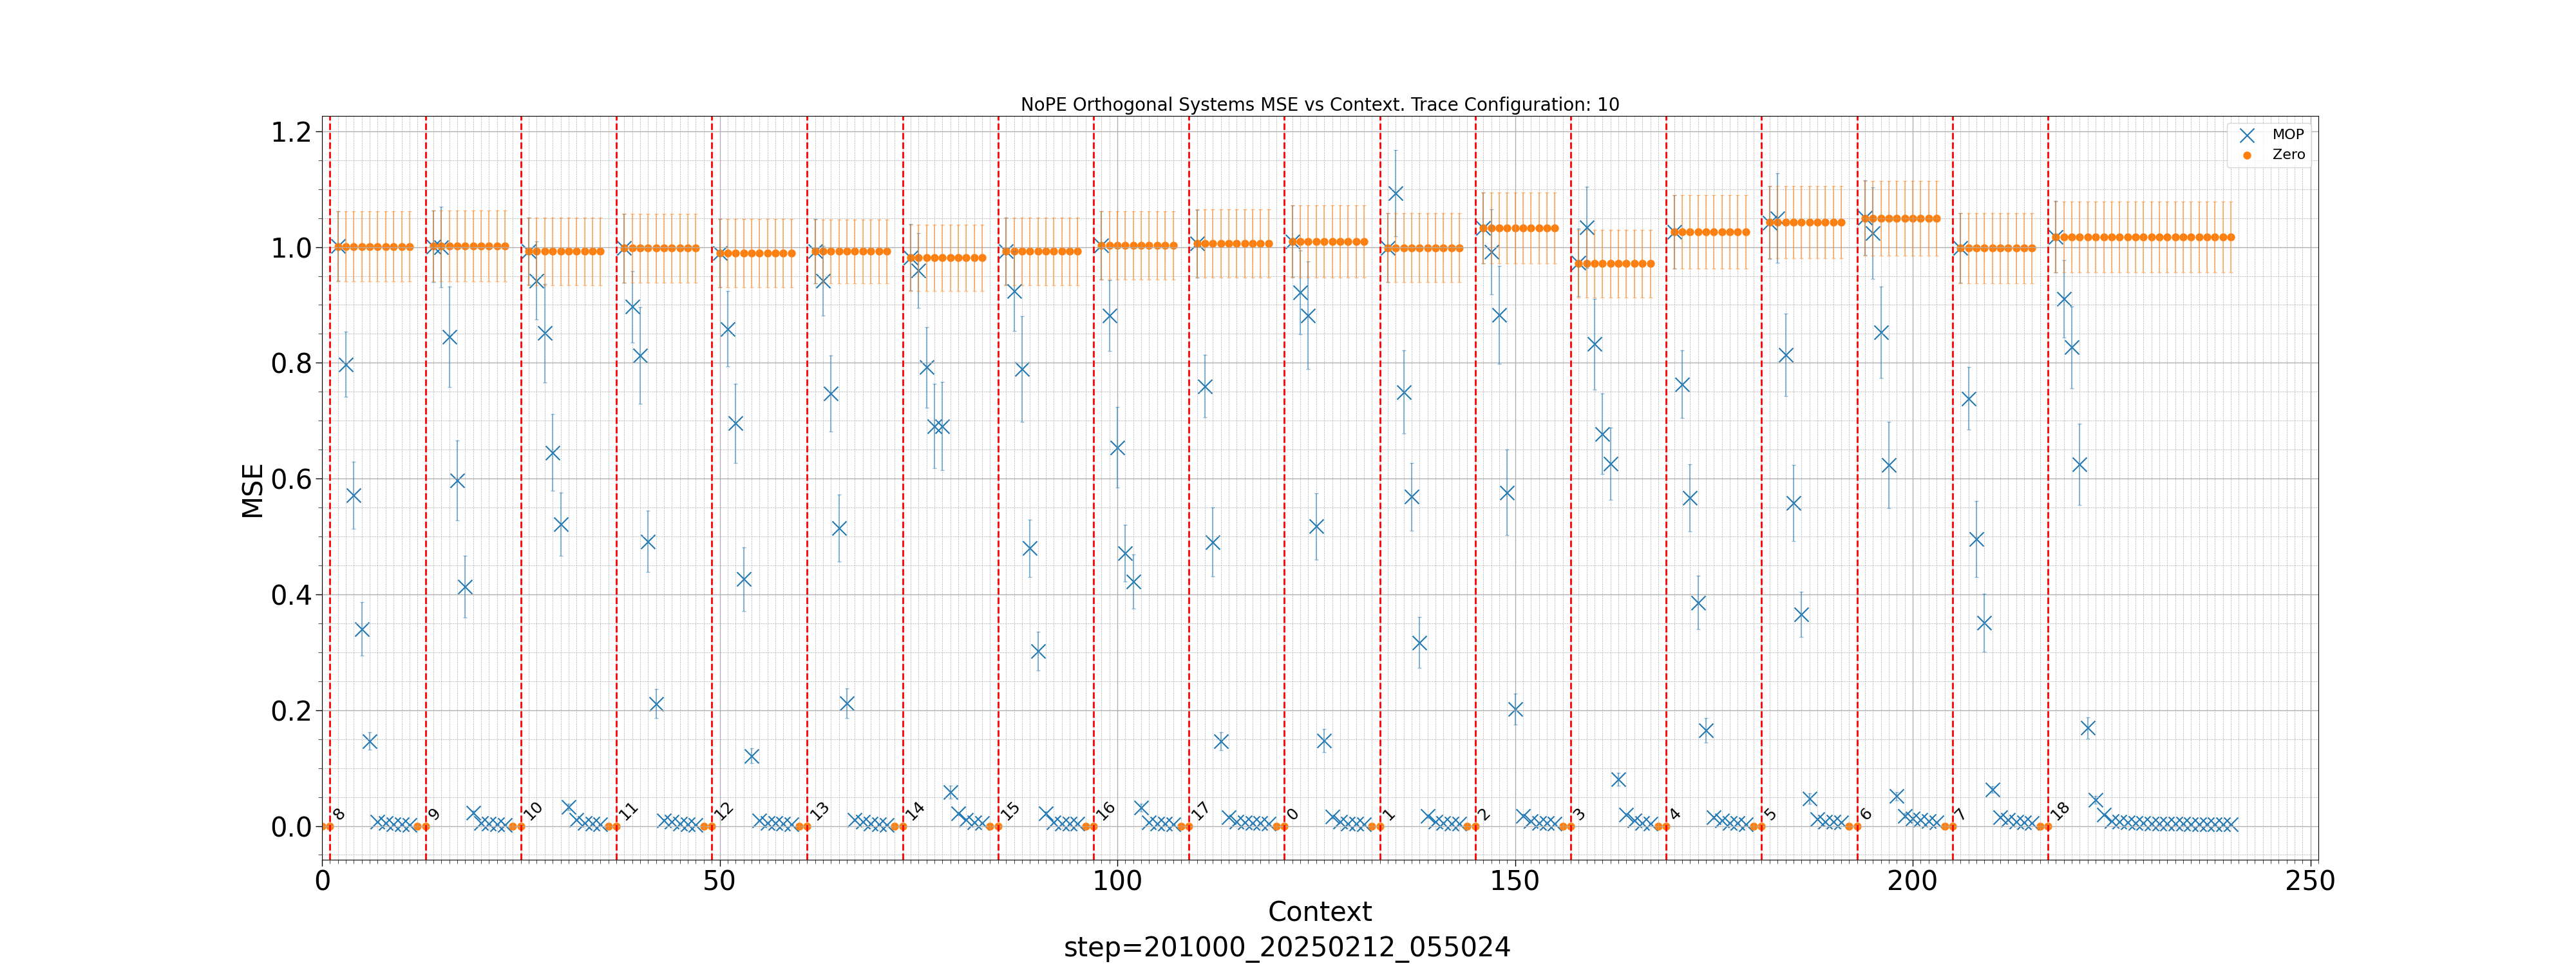 NoPE Orthogonal Systems MSE vs Context. Trace Configuration: 10
MOP
Zero
MSE
1.2
1.0
0.8
0.6
0.4
0.2
0.0
8 9 10 11 12 13 14 15 16 17 0 1 2 3 4 5 6 7 18
0 50 100 150 200 250
Context
step=201000_20250212_055024